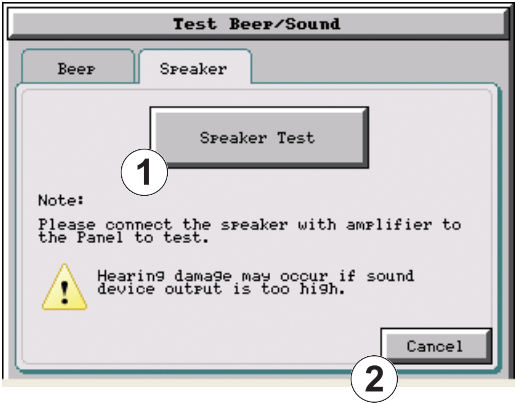 Test Beep/Sound
Beep Speaker
Speaker Test
1
Note:
Please connect the speaker with amplifier to
the Panel to test.
Hearing damage may occur if sound
device output is too high.
Cancel
2